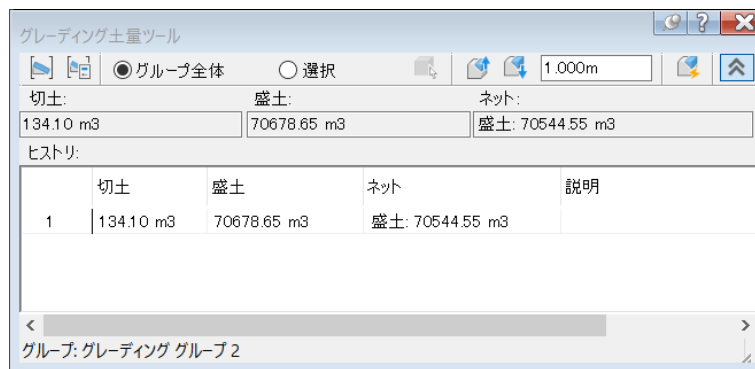 グレーディング土量ツール
グループ全体 選択 1.000m
切土: 盛土: ネット:
134.10 m3 70678.65 m3 盛土: 70544.55 m3
ヒストリ:
切土 盛土 ネット 説明
1 134.10 m3 70678.65 m3 盛土: 70544.55 m3
グループ: グレーディング グループ 2